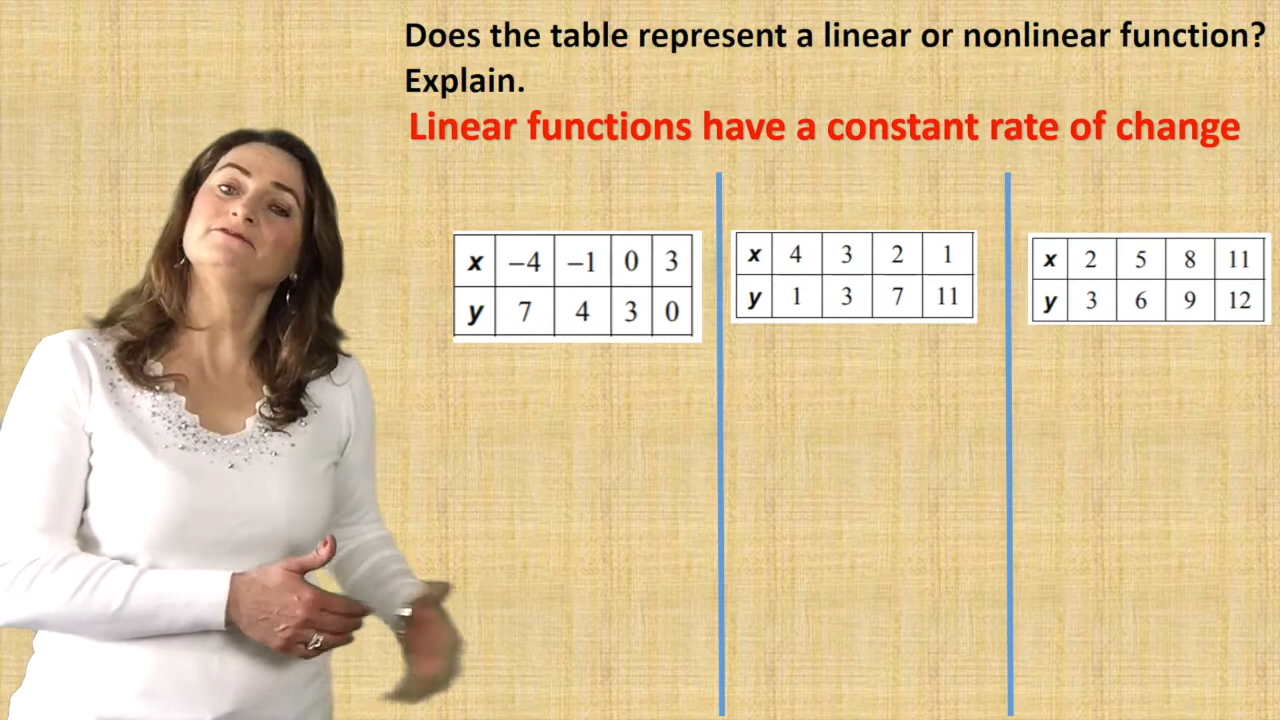 Does the table represent a linear or nonlinear function?
Explain.
Linear functions have a constant rate of change
x −4 −1 0 3
y 7 4 3 0
x 4 3 2 1
y 1 3 7 11
x 2 5 8 11
y 3 6 9 12